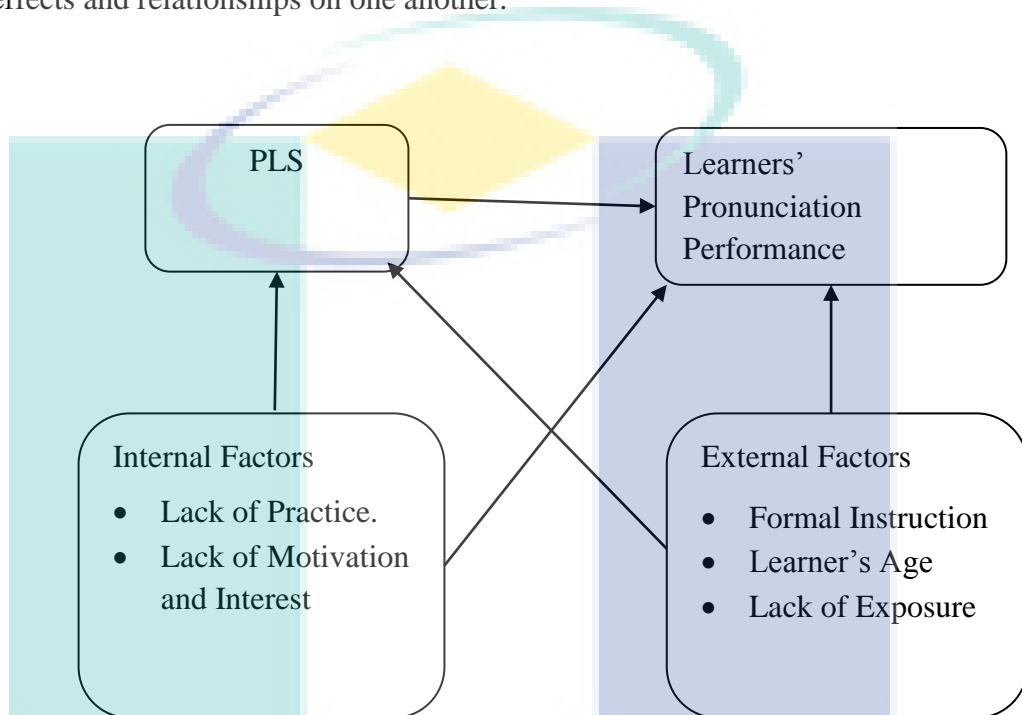 effects and relationships on one another.
PLS
Learners’
Pronunciation
Performance
Internal Factors
• Lack of Practice.
• Lack of Motivation
and Interest
External Factors
• Formal Instruction
• Learner’s Age
• Lack of Exposure